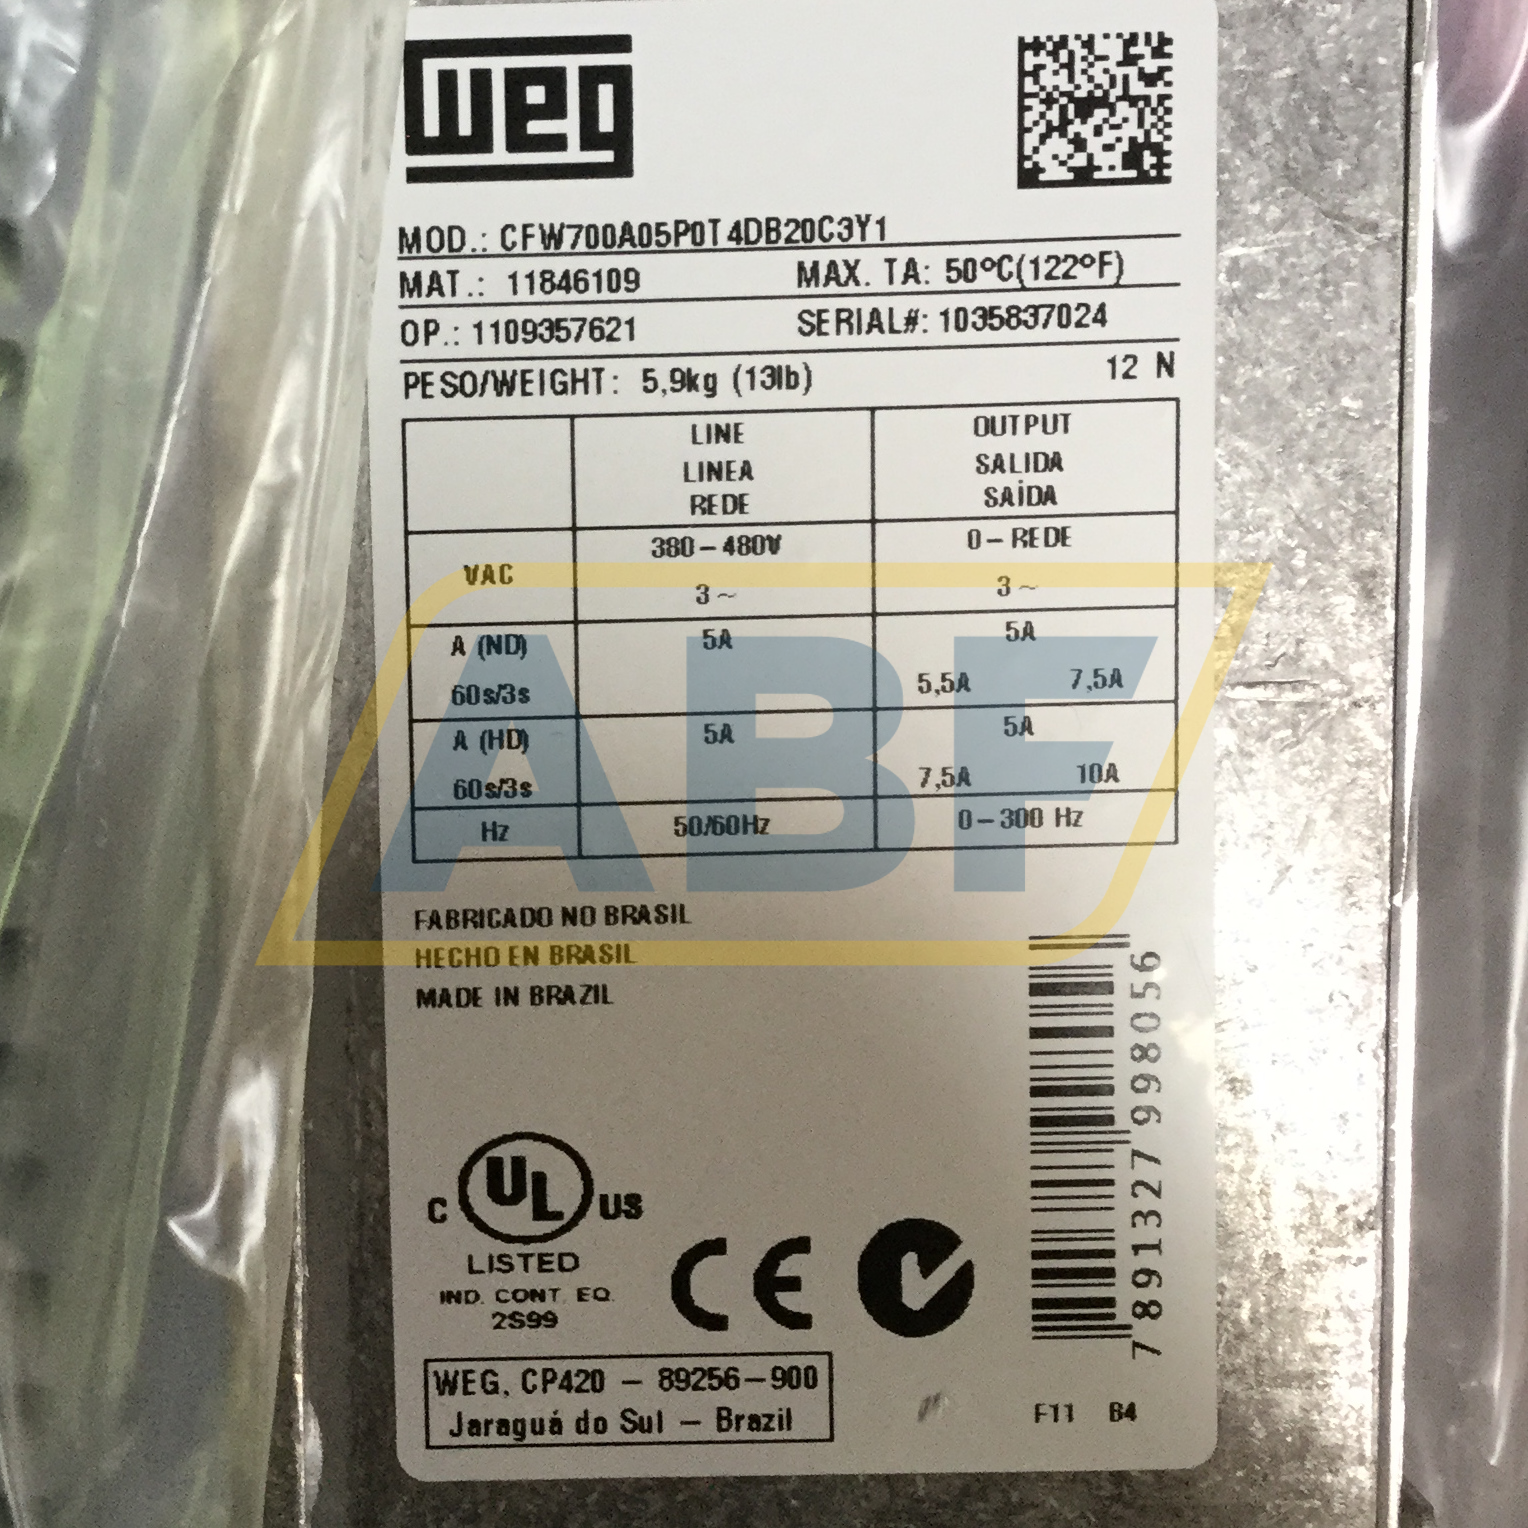 weg
MOD.: CFW700A05P0T4DB20C3Y1
MAT.: 11846109 MAX. TA: 50ºC(122ºF)
OP.: 1109357621 SERIAL#: 1035837024
PESO/WEIGHT: 5,9kg (13lb) 12 N
LINE OUTPUT
LINEA SALIDA
REDE SAÍDA
VAC 380-480V 0-REDE
3~ 3~
A (ND) 5A 5A
60s/3s 5,5A 7,5A
A (HD) 5A 5A
60s/3s 7,5A 10A
Hz 50/60Hz 0-300 Hz
ABF
FABRICADO NO BRASIL
HECHO EN BRASIL
MADE IN BRAZIL
7891327998056
C UL US
LISTED
IND. CONT. EQ.
2S99
CE
WEG, CP420 - 89256-900
Jaraguá do Sul - Brazil
F11 B4